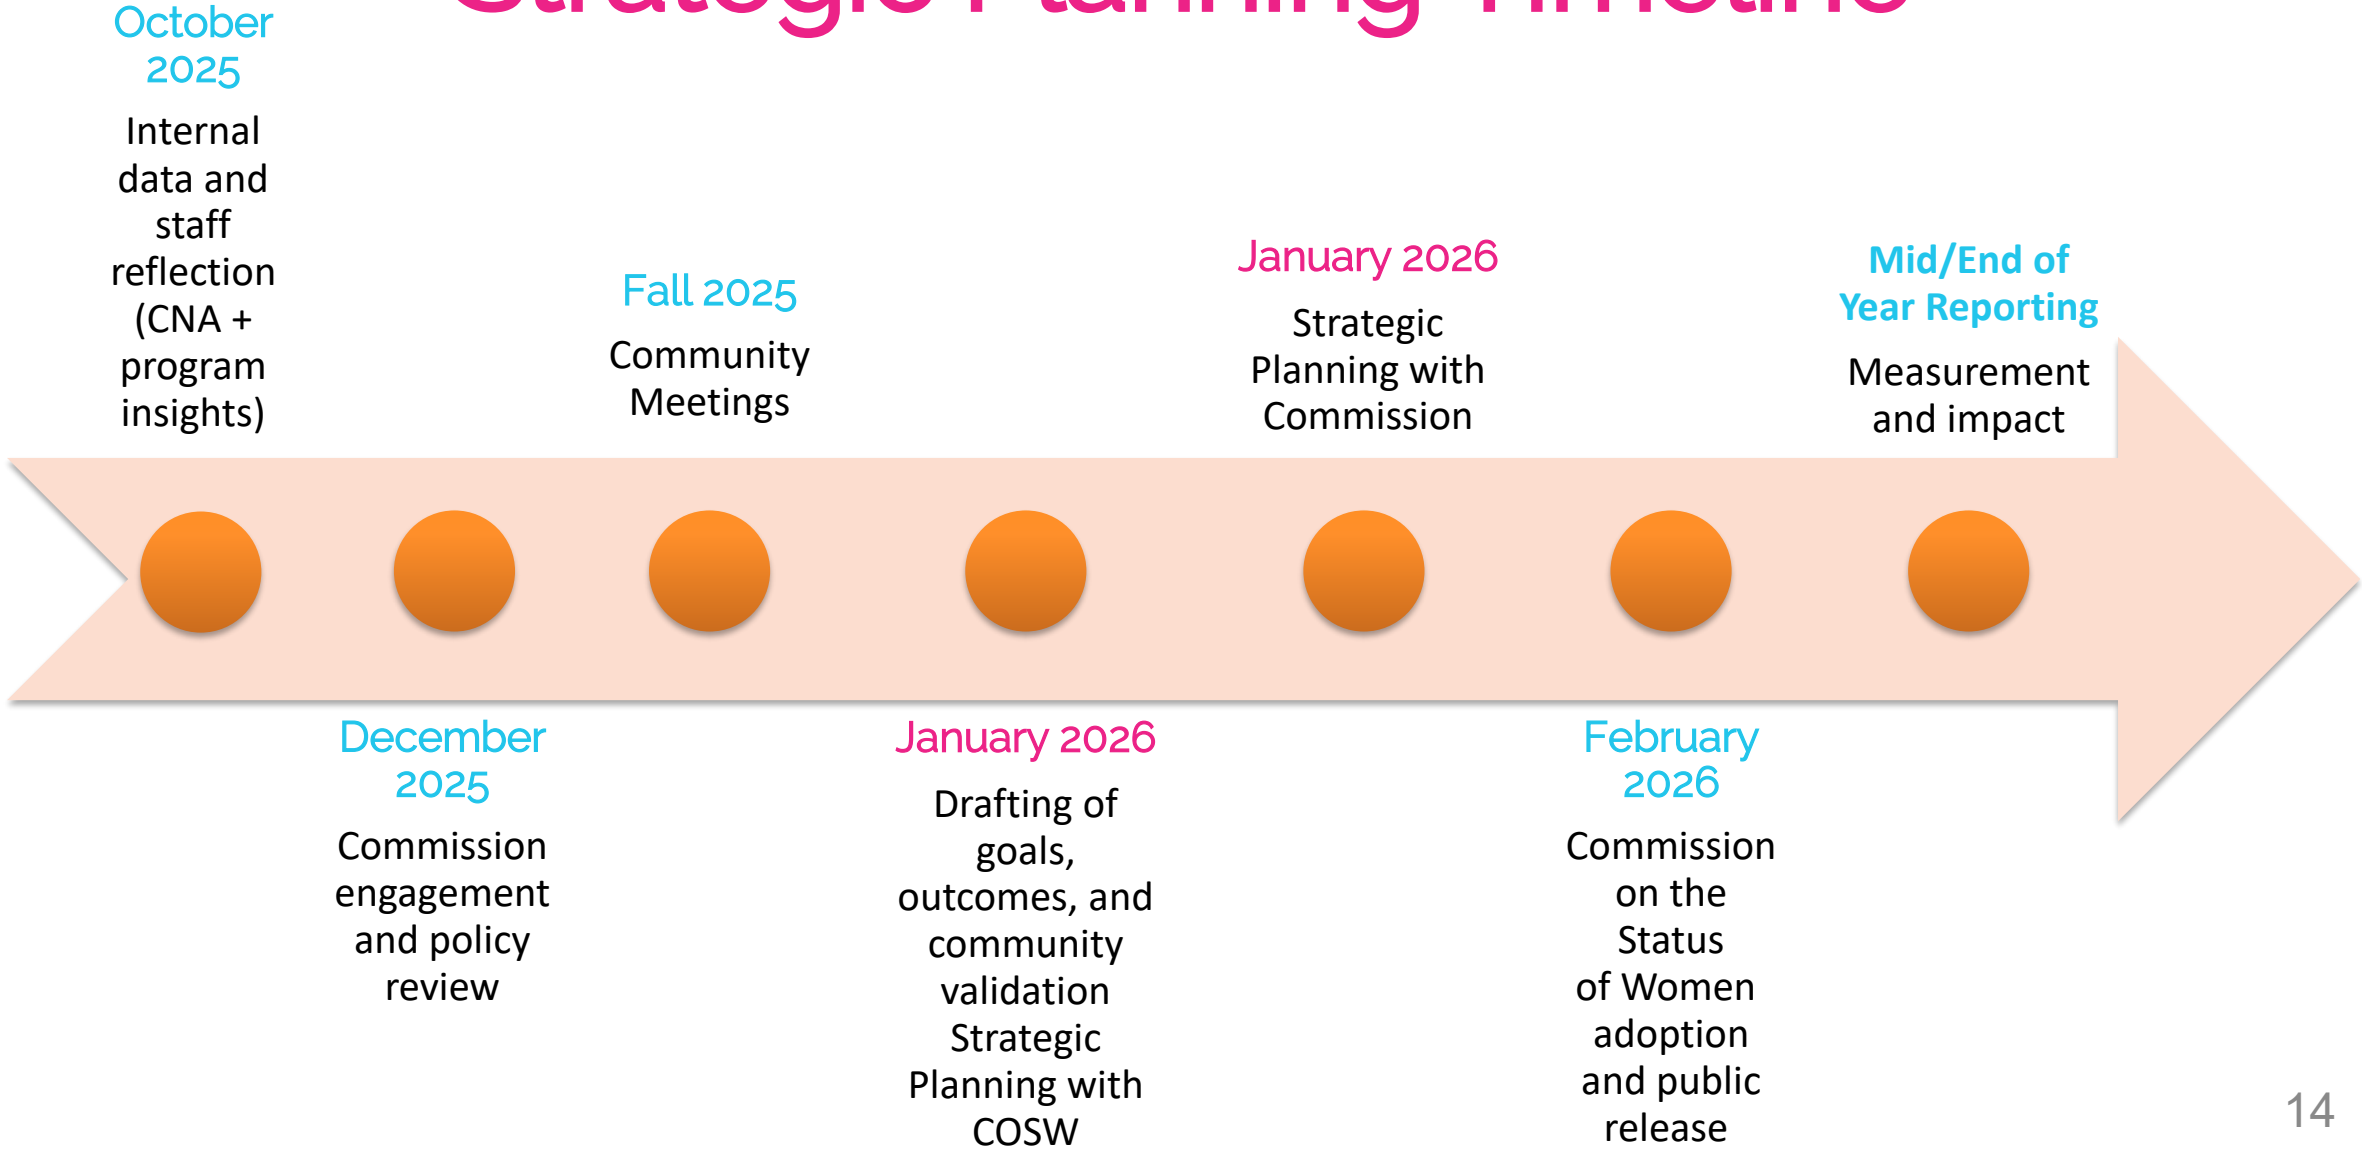 Strategic Planning Timeline
October
2025
Internal
data and
staff
reflection
(CNA +
program
insights)
December
2025
Commission
engagement
and policy
review
Fall 2025
Community
Meetings
January 2026
Drafting of
goals,
outcomes, and
community
validation
Strategic
Planning with
COSW
January 2026
Strategic
Planning with
Commission
February
2026
Commission
on the
Status
of Women
adoption
and public
release
Mid/End of
Year Reporting
Measurement
and impact
14